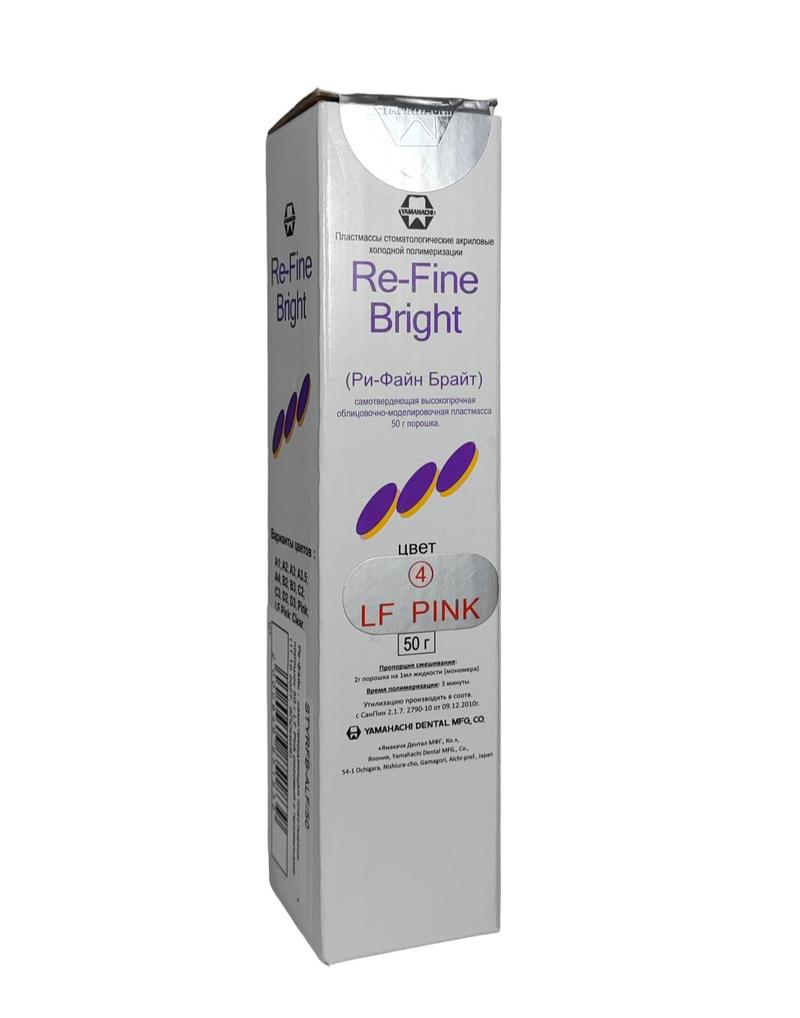 YAMAHACHI
YAMAHACHI
Пластмассы стоматологические акриловые
холодной полимеризации
Re-Fine
Bright
(Ри-Файн Брайт)
самотвердеющая высокопрочная
облицовочно-моделировочная пластмасса
50 г порошка.
цвет
4
LF PINK
50 г
Пропорция смешивания:
2г порошка на 1мл жидкости (мономера).
Время полимеризации: 3 минуты.
Утилизацию производить в соотв.
с СанПин 2.1.7. 2790-10 от 09.12.2010г.
YAMAHACHI DENTAL MFG., CO.
«Ямахачи Дентал МФГ., Ко.»,
Япония, Yamahachi Dental MFG., Co.,
54-1 Ochigara, Nishiura-cho, Gamagori, Aichi-pref., Japan
Re-Fine
Bright
Варианты цветов :
A1; A2; A3; A3.5;
A4; B2; B3; C2;
C3; D2; D3; Pink;
LF Pink; Clear
STYRFB-ALF/50